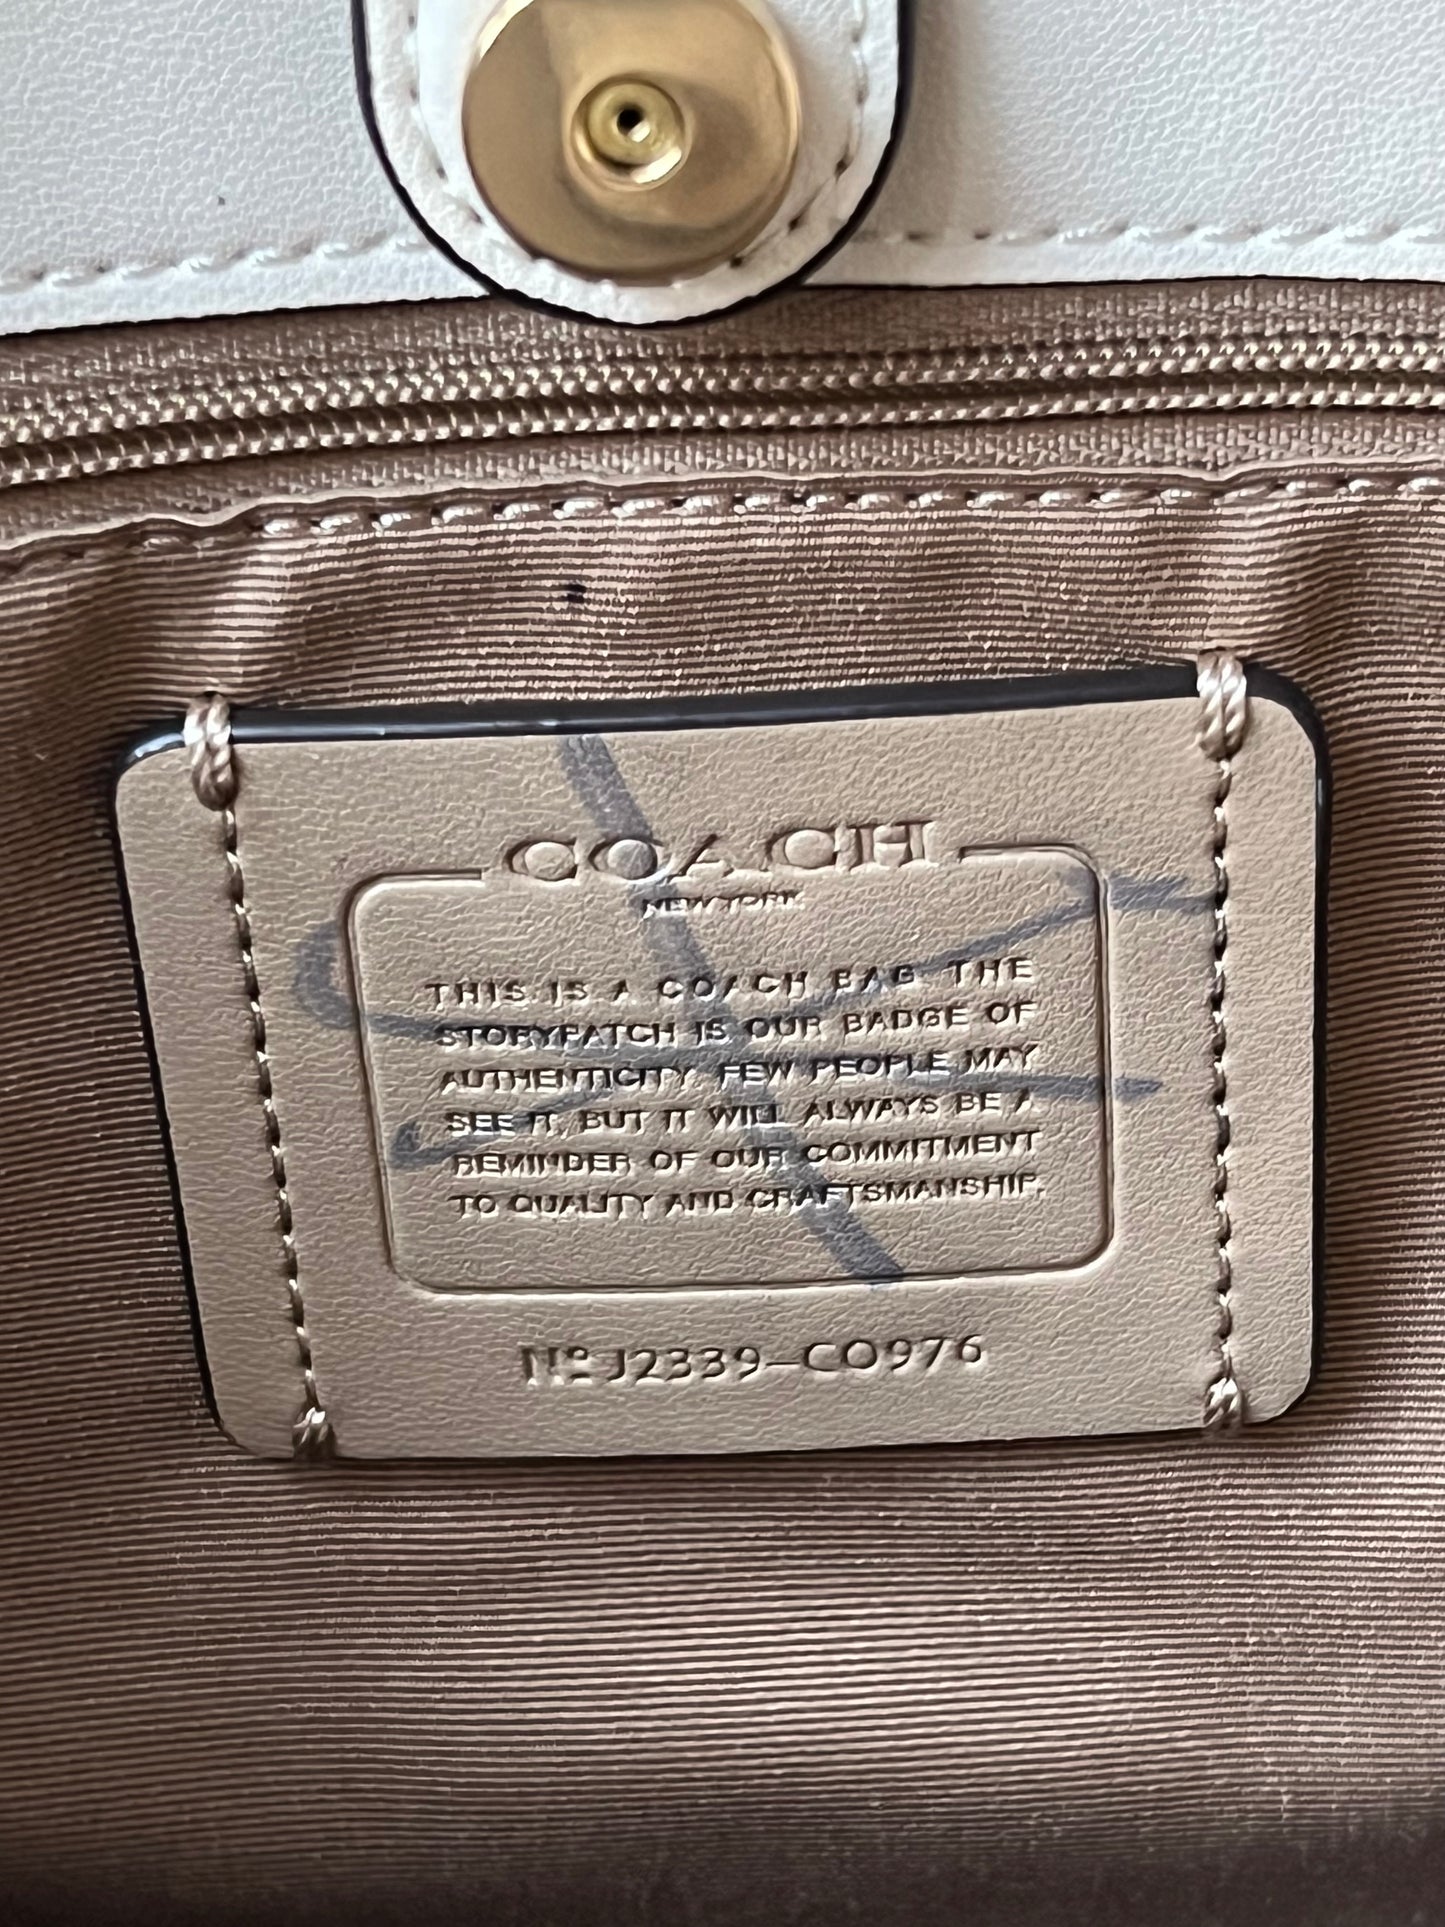 COACH
NEW YORK
THIS IS A COACH BAG. THE
STORYPATCH IS OUR BADGE OF
AUTHENTICITY. FEW PEOPLE MAY
SEE IT, BUT IT WILL ALWAYS BE A
REMINDER OF OUR COMMITMENT
TO QUALITY AND CRAFTSMANSHIP.
Nº J2339-CO976